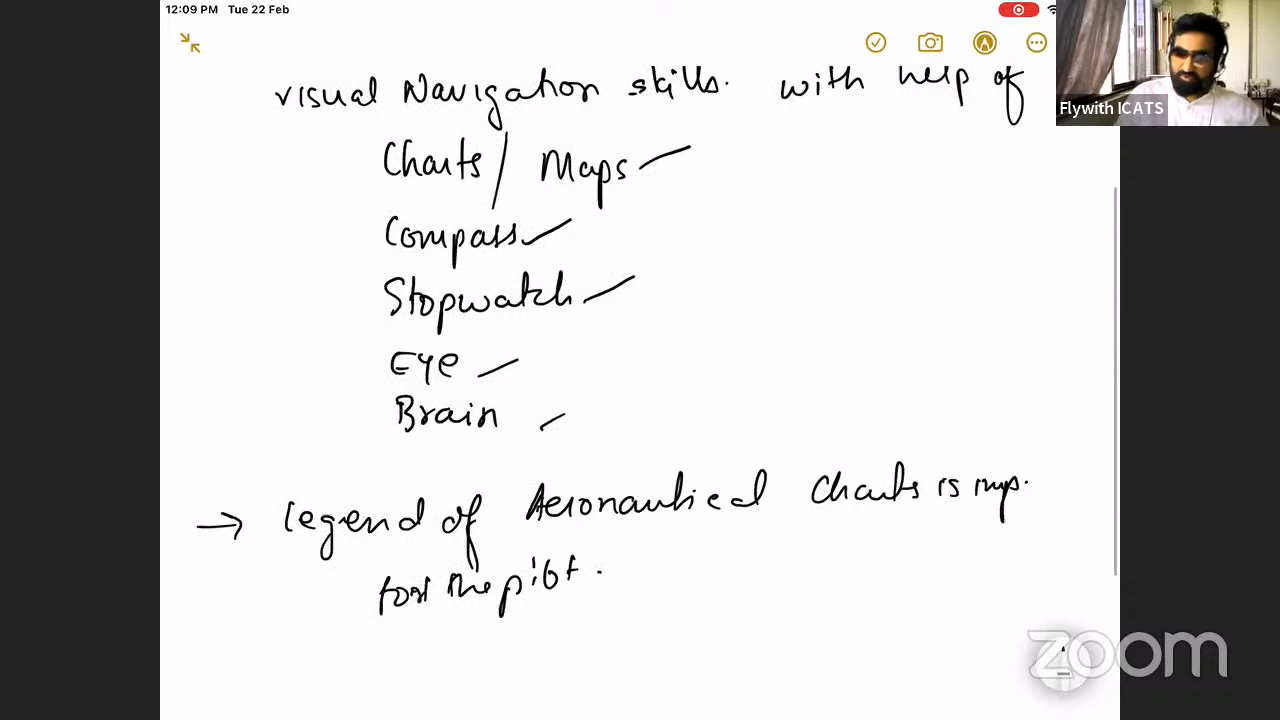 12:09 PM Tue 22 Feb
visual Navigation skills. with help of
Flywith ICATS
Charts / Maps
Compass
Stopwatch
Eye
Brain
→ legend of Aeronautical Charts is imp.
for the pilot.
zoom